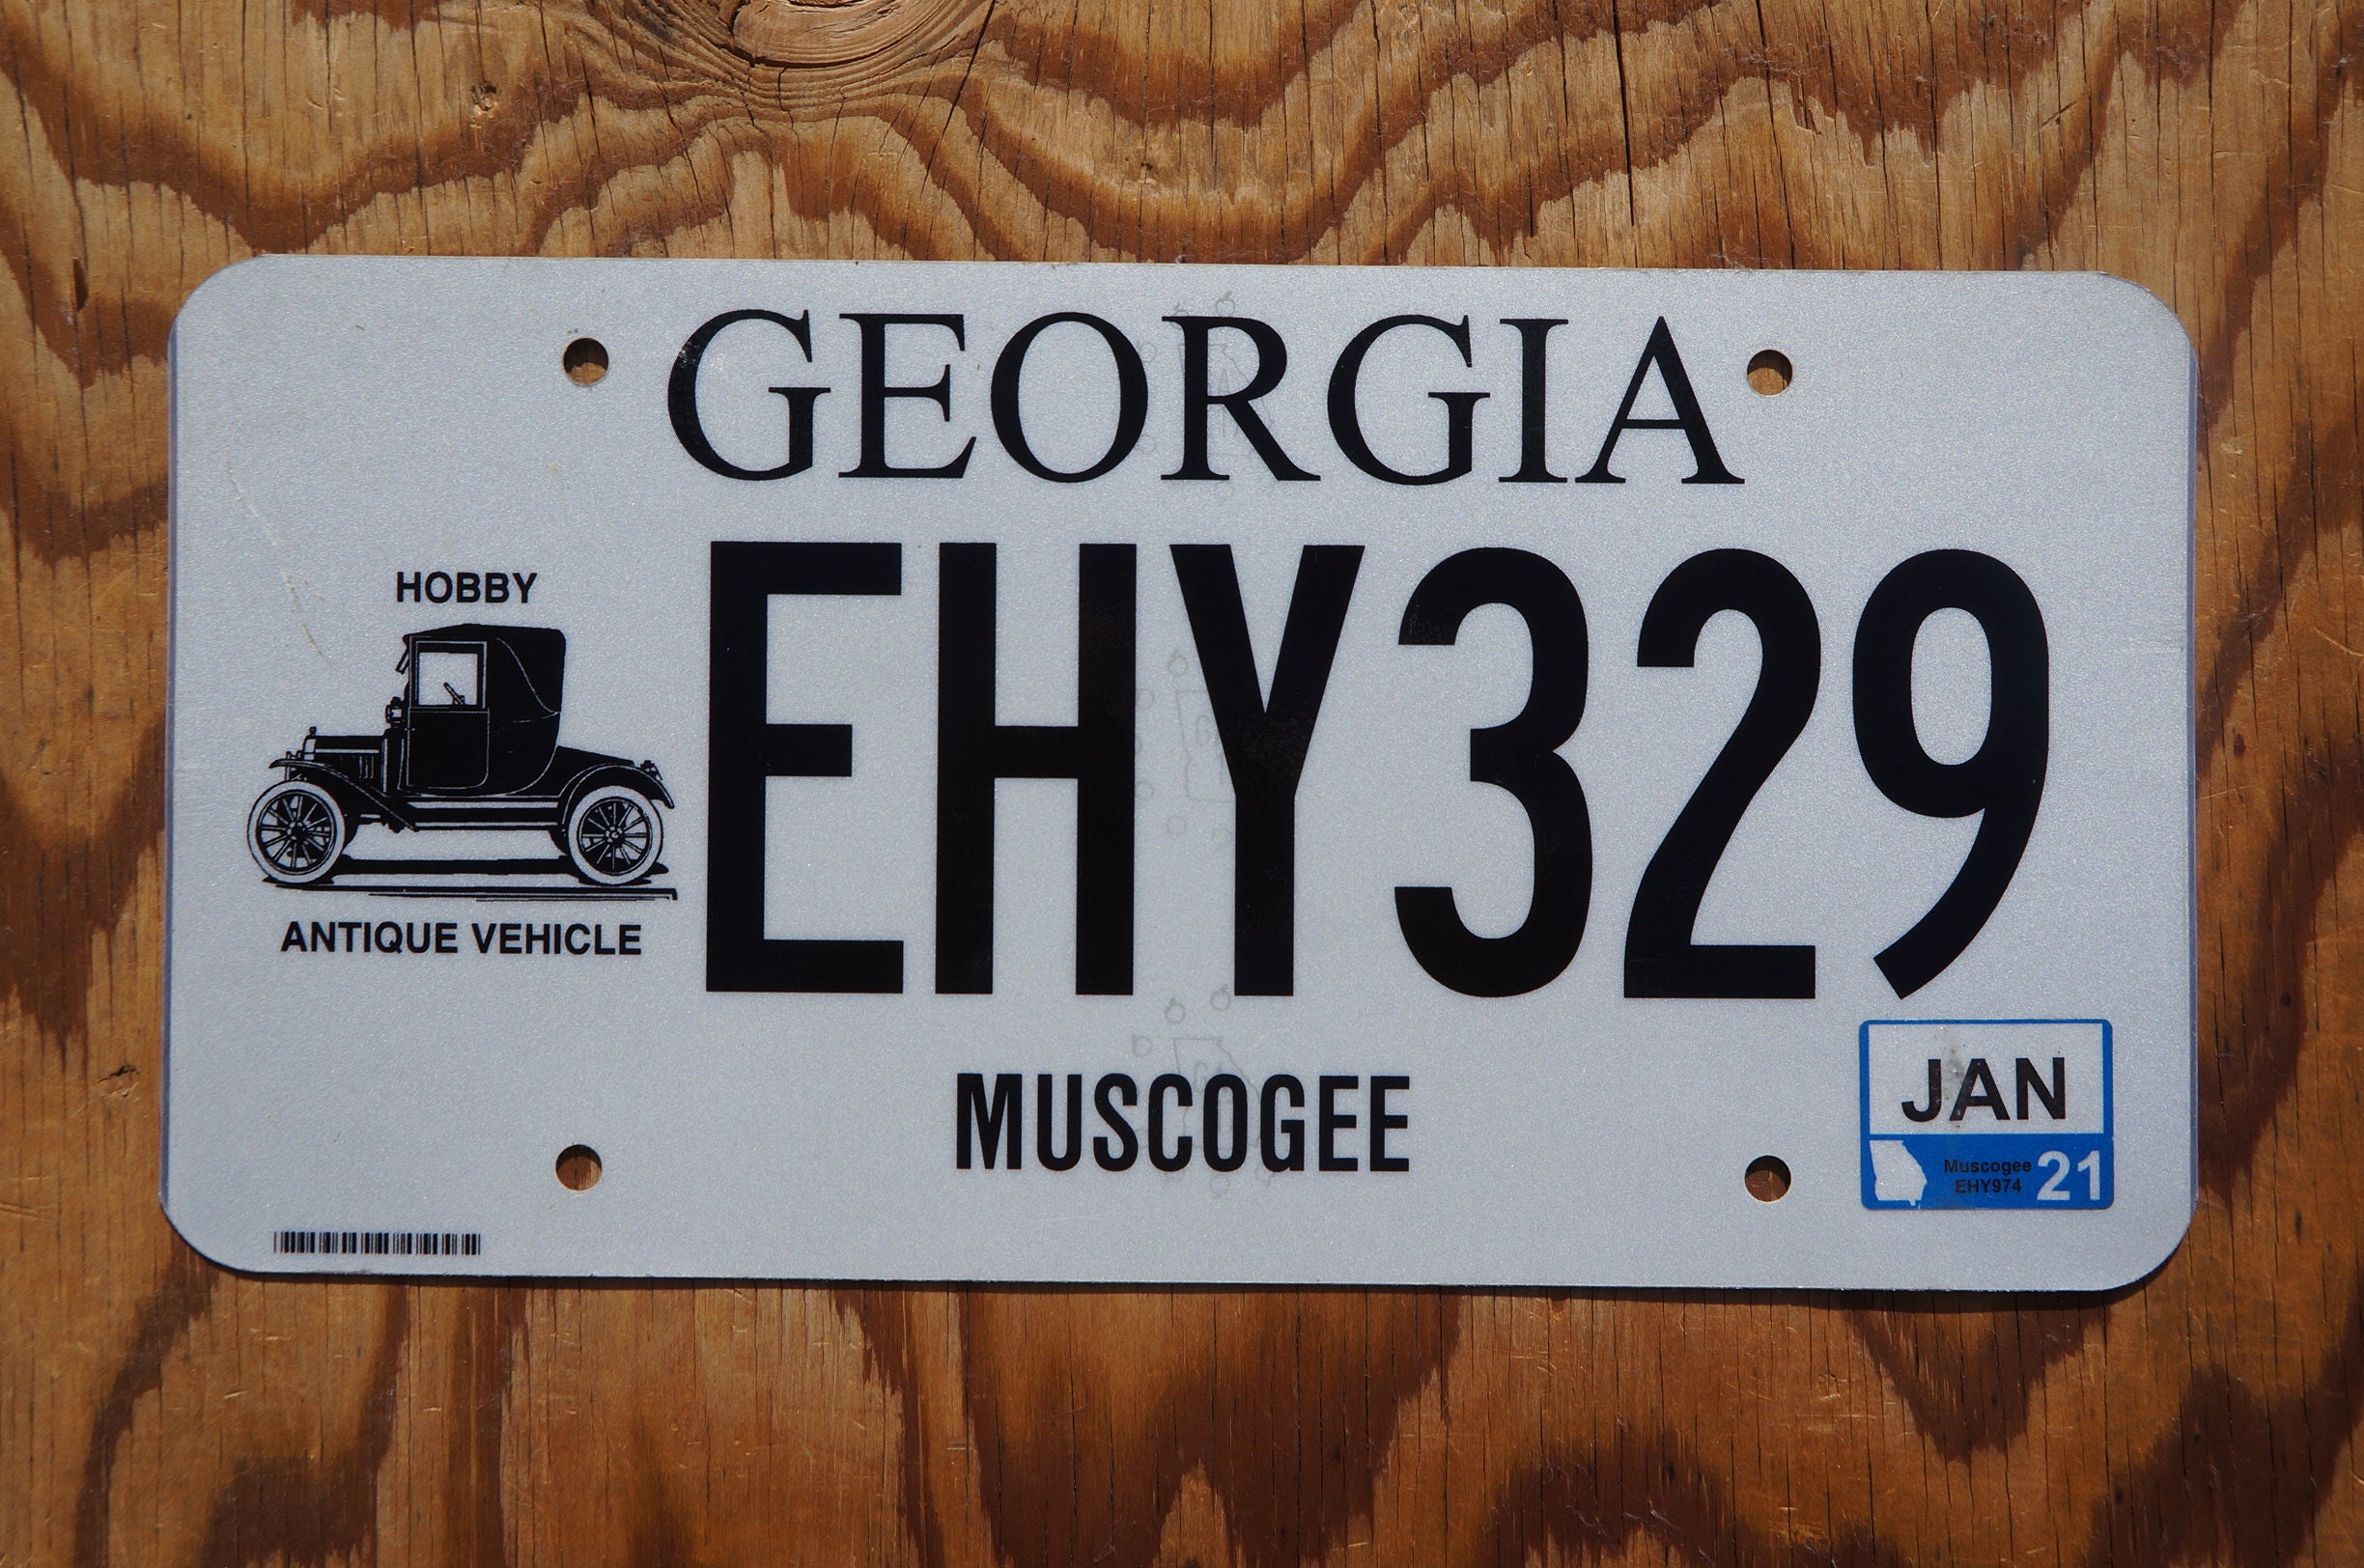 GEORGIA
HOBBY
EHY329
ANTIQUE VEHICLE
MUSCOGEE
JAN
Muscogee
EHY974
21